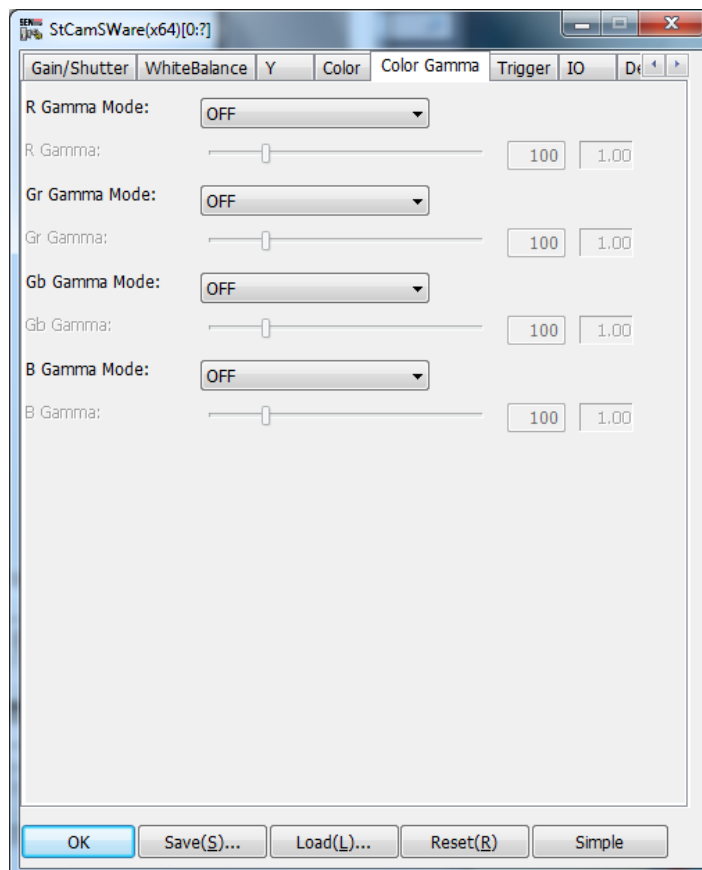 StCamSWare(x64)[0:?]
Gain/Shutter WhiteBalance Y Color Color Gamma Trigger IO
R Gamma Mode: OFF
R Gamma: 100 1.00
Gr Gamma Mode: OFF
Gr Gamma: 100 1.00
Gb Gamma Mode: OFF
Gb Gamma: 100 1.00
B Gamma Mode: OFF
B Gamma: 100 1.00
OK Save(S)... Load(L)... Reset(R) Simple